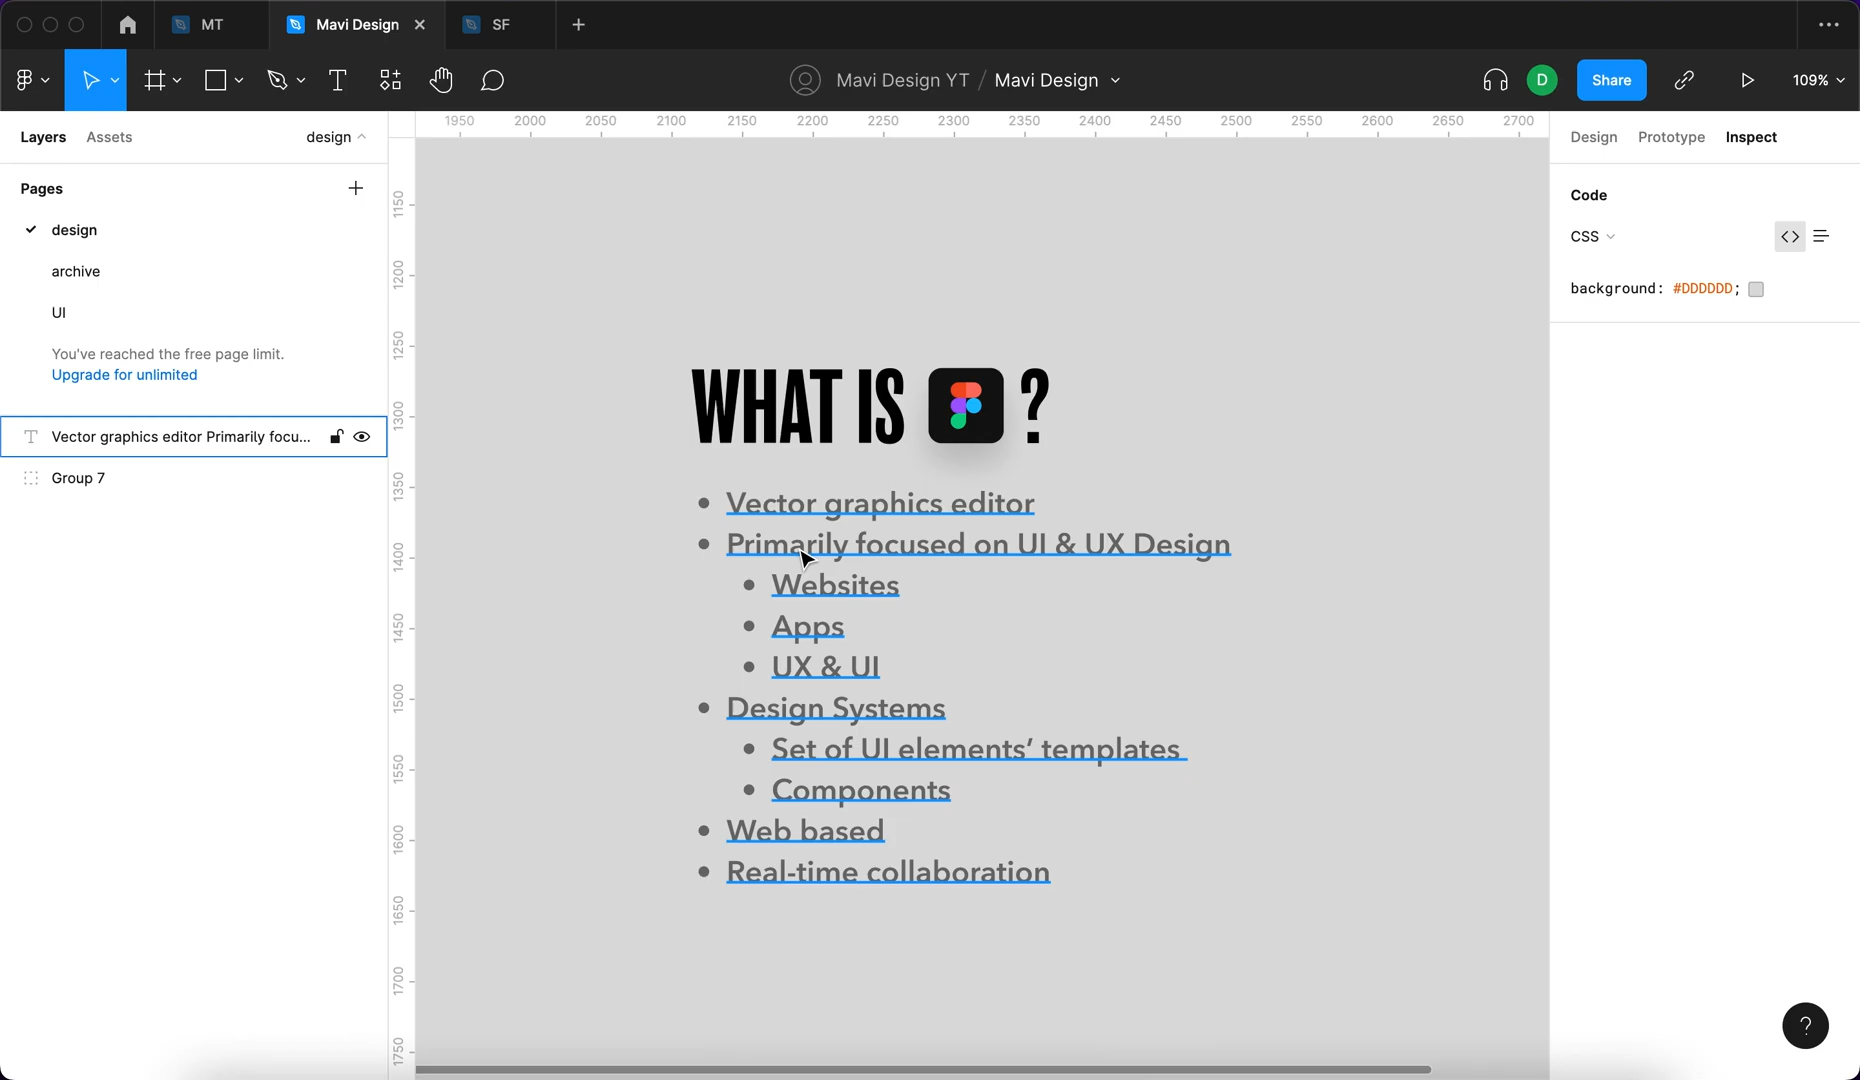 MT
Mavi Design
SF
Mavi Design YT / Mavi Design
D
Share
109%
Layers
Assets
design
1950 2000 2050 2100 2150 2200 2250 2300 2350 2400 2450 2500 2550 2600 2650 2700
Design
Prototype
Inspect
Pages
design
archive
UI
You've reached the free page limit.
Upgrade for unlimited
Vector graphics editor Primarily focu...
Group 7
1150
1200
1250
1300
1350
1400
1450
1500
1550
1600
1650
1700
1750
WHAT IS ?
• Vector graphics editor
• Primarily focused on UI & UX Design
• Websites
• Apps
• UX & UI
• Design Systems
• Set of UI elements’ templates
• Components
• Web based
• Real-time collaboration
Code
CSS
background: #DDDDDD;
?